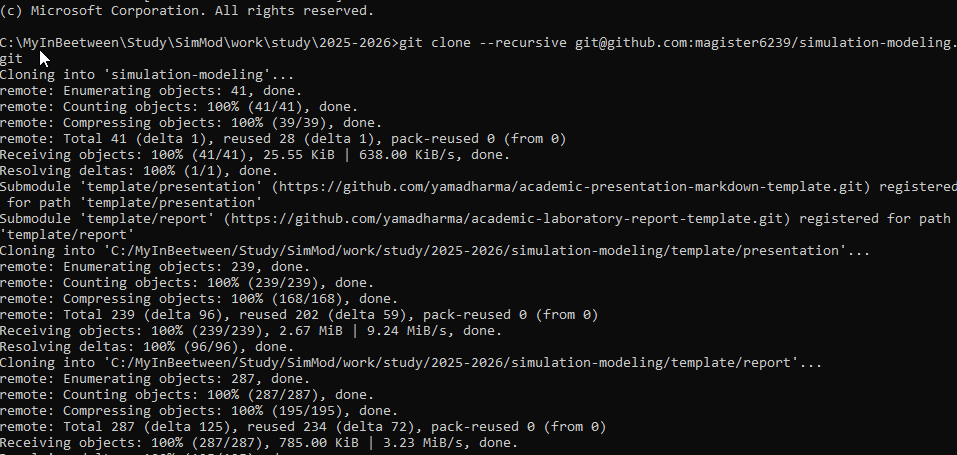 (c) Microsoft Corporation. All rights reserved.
C:\MyInBeetween\Study\SimMod\work\study\2025-2026>git clone --recursive git@github.com:magister6239/simulation-modeling.
git
Cloning into 'simulation-modeling'...
remote: Enumerating objects: 41, done.
remote: Counting objects: 100% (41/41), done.
remote: Compressing objects: 100% (39/39), done.
remote: Total 41 (delta 1), reused 28 (delta 1), pack-reused 0 (from 0)
Receiving objects: 100% (41/41), 25.55 KiB | 638.00 KiB/s, done.
Resolving deltas: 100% (1/1), done.
Submodule 'template/presentation' (https://github.com/yamadharma/academic-presentation-markdown-template.git) registered
 for path 'template/presentation'
Submodule 'template/report' (https://github.com/yamadharma/academic-laboratory-report-template.git) registered for path
'template/report'
Cloning into 'C:/MyInBeetween/Study/SimMod/work/study/2025-2026/simulation-modeling/template/presentation'...
remote: Enumerating objects: 239, done.
remote: Counting objects: 100% (239/239), done.
remote: Compressing objects: 100% (168/168), done.
remote: Total 239 (delta 96), reused 202 (delta 59), pack-reused 0 (from 0)
Receiving objects: 100% (239/239), 2.67 MiB | 9.24 MiB/s, done.
Resolving deltas: 100% (96/96), done.
Cloning into 'C:/MyInBeetween/Study/SimMod/work/study/2025-2026/simulation-modeling/template/report'...
remote: Enumerating objects: 287, done.
remote: Counting objects: 100% (287/287), done.
remote: Compressing objects: 100% (195/195), done.
remote: Total 287 (delta 125), reused 234 (delta 72), pack-reused 0 (from 0)
Receiving objects: 100% (287/287), 785.00 KiB | 3.23 MiB/s, done.